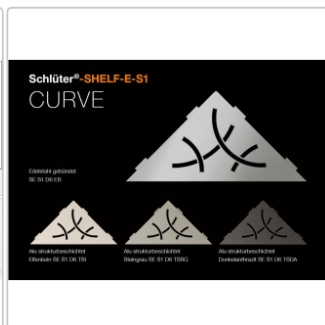 Schlüter®-SHELF-E-S1
CURVE
Edelstahl gebürstet
SE S1 D6 EB
Alu strukturbeschichtet
Elfenbein SE S1 D6 TSI
Alu strukturbeschichtet
Steingrau SE S1 D6 TSSG
Alu strukturbeschichtet
Dunkelanthrazit SE S1 D6 TSDA